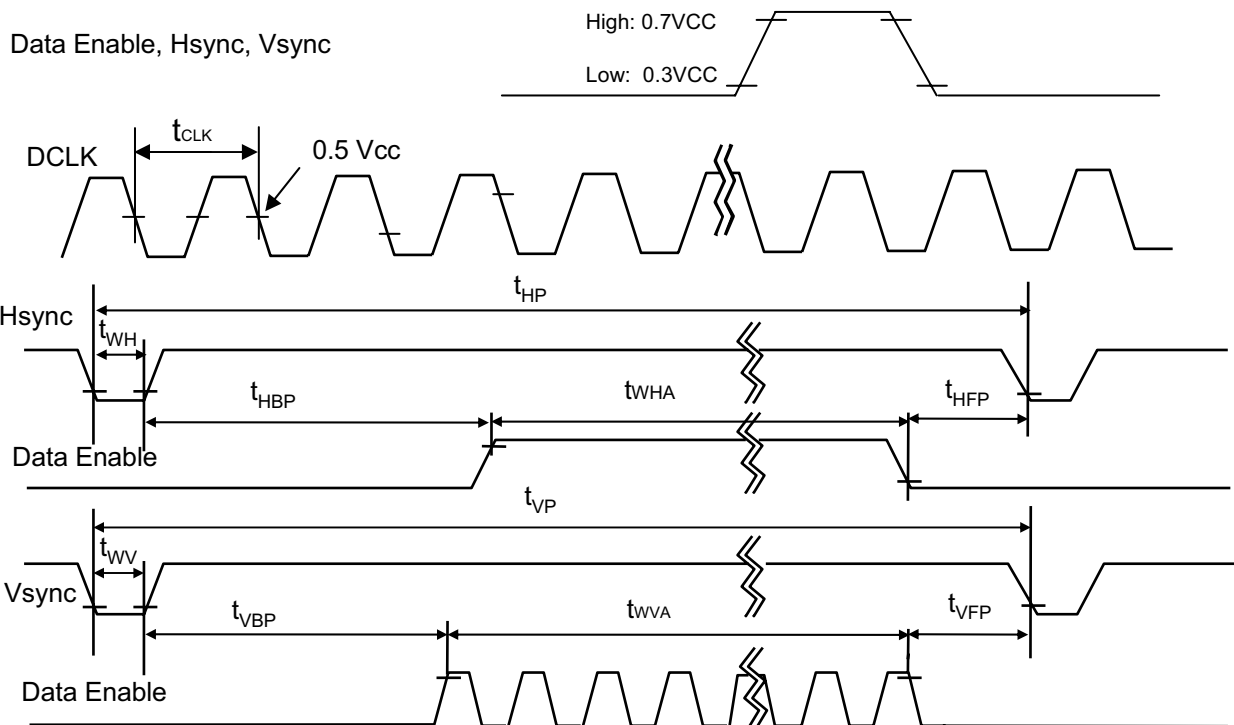 High: 0.7VCC
Data Enable, Hsync, Vsync
Low: 0.3VCC
tCLK
DCLK
0.5 Vcc
tHP
Hsync
tWH
tHBP
tWHA
tHFP
Data Enable
tVP
tWV
Vsync
tVBP
tWVA
tVFP
Data Enable